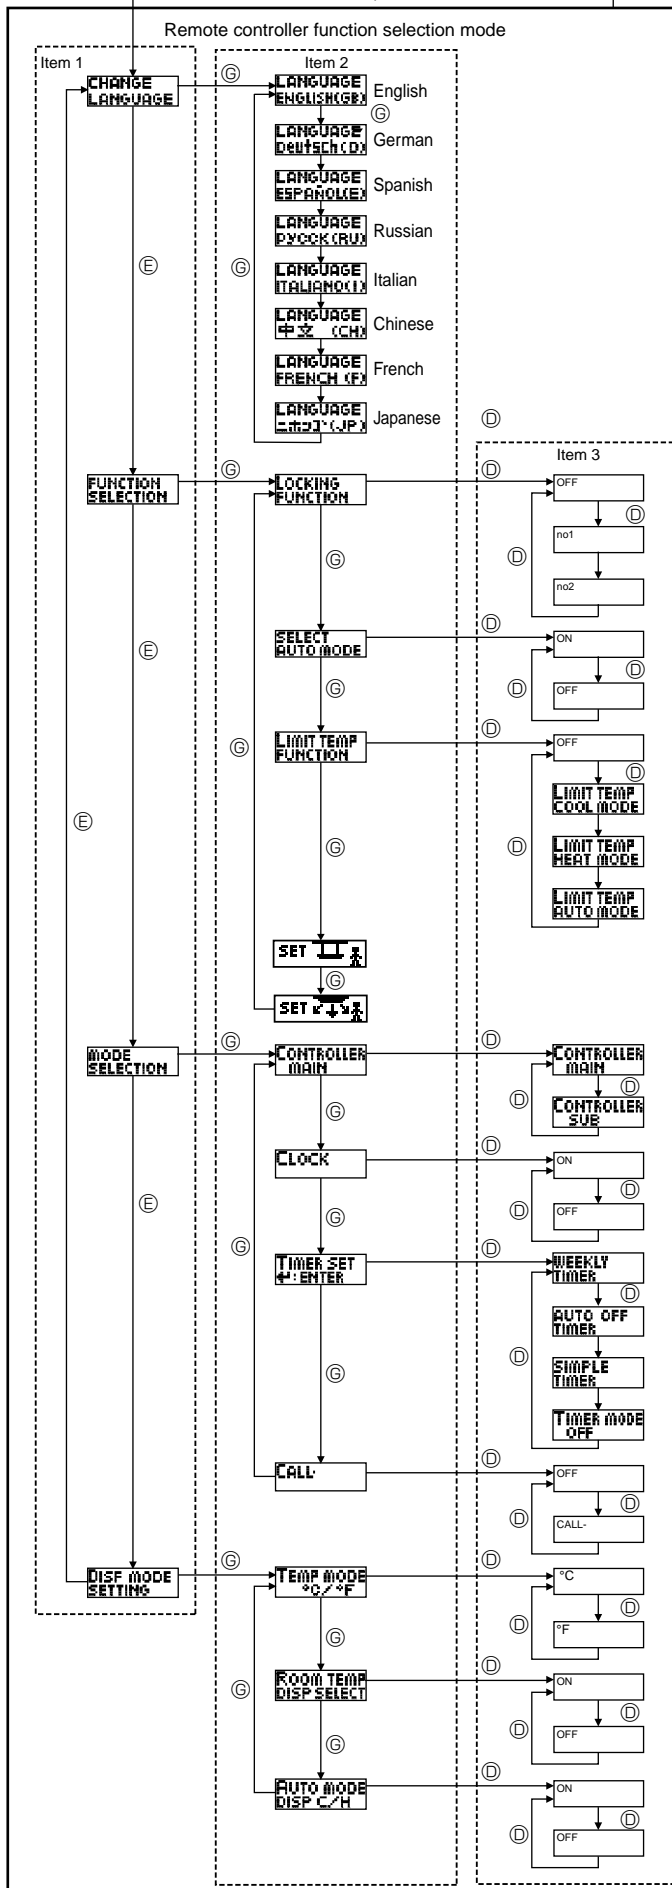 Remote controller function selection mode
Item 1
Item 2
CHANGE
LANGUAGE
Ⓖ
LANGUAGE
ENGLISH(GB)
English
Ⓖ
LANGUAGE
Deutsch(D)
German
LANGUAGE
ESPAÑOL(E)
Spanish
LANGUAGE
РУССК(RU)
Russian
Ⓔ
Ⓖ
LANGUAGE
ITALIANO(I)
Italian
LANGUAGE
中文 (CH)
Chinese
LANGUAGE
FRENCH (F)
French
LANGUAGE
ニホンゴ(JP)
Japanese
Ⓓ
Item 3
FUNCTION
SELECTION
Ⓖ
LOCKING
FUNCTION
Ⓓ
OFF
Ⓓ
no1
Ⓓ
Ⓖ
no2
SELECT
AUTO MODE
Ⓓ
ON
Ⓔ
Ⓓ
Ⓖ
Ⓓ
OFF
LIMIT TEMP
FUNCTION
Ⓖ
Ⓓ
OFF
Ⓓ
LIMIT TEMP
COOL MODE
Ⓔ
Ⓖ
Ⓓ
LIMIT TEMP
HEAT MODE
LIMIT TEMP
AUTO MODE
SET
Ⓖ
SET
MODE
SELECTION
Ⓖ
CONTROLLER
MAIN
Ⓓ
CONTROLLER
MAIN
Ⓓ
Ⓖ
Ⓓ
CONTROLLER
SUB
CLOCK
Ⓓ
ON
Ⓔ
Ⓓ
Ⓖ
Ⓓ
OFF
Ⓖ
TIMER SET
↵:ENTER
Ⓓ
WEEKLY
TIMER
Ⓓ
AUTO OFF
TIMER
Ⓓ
Ⓖ
SIMPLE
TIMER
TIMER MODE
OFF
CALL-
Ⓓ
OFF
Ⓓ
Ⓓ
CALL-
DISP MODE
SETTING
Ⓖ
TEMP MODE
°C/°F
Ⓓ
°C
Ⓓ
Ⓖ
Ⓓ
°F
ROOM TEMP
DISP SELECT
Ⓖ
Ⓓ
ON
Ⓓ
Ⓖ
Ⓓ
OFF
AUTO MODE
DISP C/H
Ⓓ
ON
Ⓓ
Ⓓ
OFF